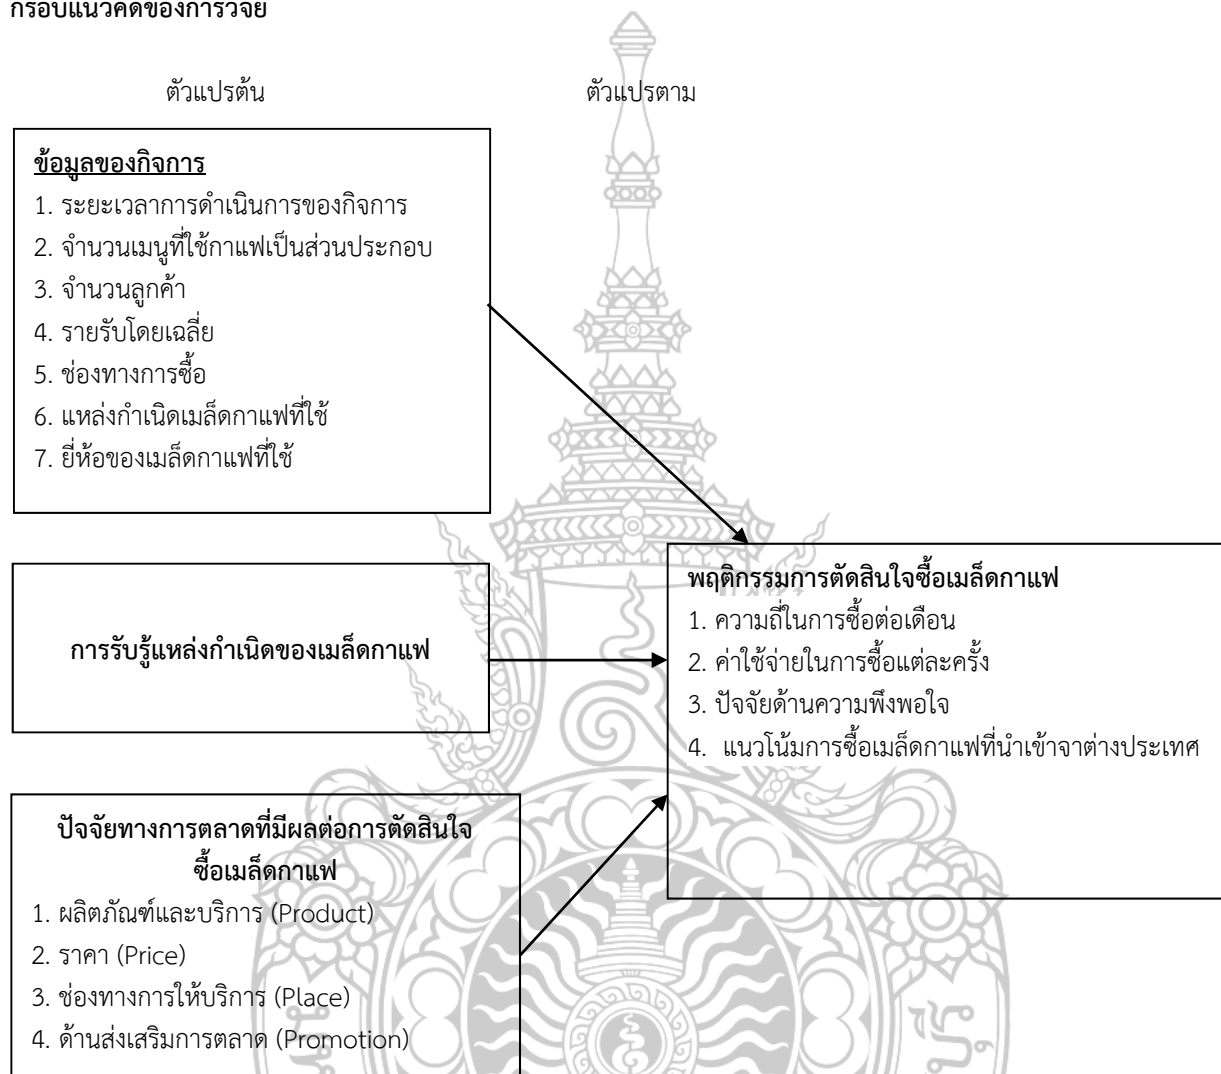 กรอบแนวคิดของการวิจัย
ตัวแปรต้น
ตัวแปรตาม
ข้อมูลของกิจการ
1. ระยะเวลาการดำเนินการของกิจการ
2. จำนวนเมนูที่ใช้กาแฟเป็นส่วนประกอบ
3. จำนวนลูกค้า
4. รายรับโดยเฉลี่ย
5. ช่องทางการซื้อ
6. แหล่งกำเนิดเมล็ดกาแฟที่ใช้
7. ยี่ห้อของเมล็ดกาแฟที่ใช้
การรับรู้แหล่งกำเนิดของเมล็ดกาแฟ
พฤติกรรมการตัดสินใจซื้อเมล็ดกาแฟ
1. ความถี่ในการซื้อต่อเดือน
2. ค่าใช้จ่ายในการซื้อแต่ละครั้ง
3. ปัจจัยด้านความพึงพอใจ
4. แนวโน้มการซื้อเมล็ดกาแฟที่นำเข้าจาต่างประเทศ
ปัจจัยทางการตลาดที่มีผลต่อการตัดสินใจ
ซื้อเมล็ดกาแฟ
1. ผลิตภัณฑ์และบริการ (Product)
2. ราคา (Price)
3. ช่องทางการให้บริการ (Place)
4. ด้านส่งเสริมการตลาด (Promotion)